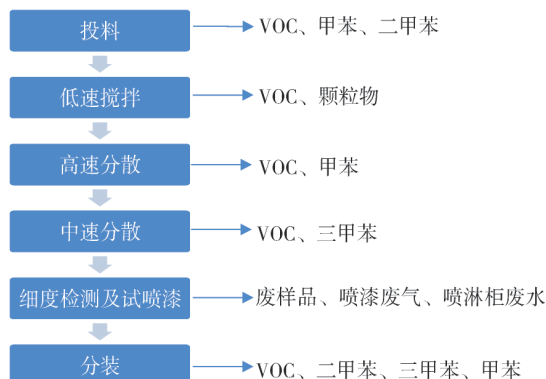 投料 VOC、甲苯、二甲苯
低速搅拌 VOC、颗粒物
高速分散 VOC、甲苯
中速分散 VOC、三甲苯
细度检测及试喷漆 废样品、喷漆废气、喷淋柜废水
分装 VOC、二甲苯、三甲苯、甲苯